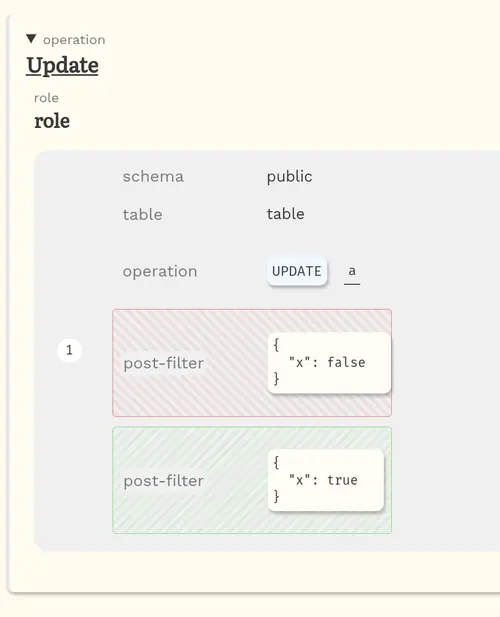 ▼ operation
Update
role
role
schema public
table table
operation UPDATE a
1
post-filter
{
"x": false
}
post-filter
{
"x": true
}